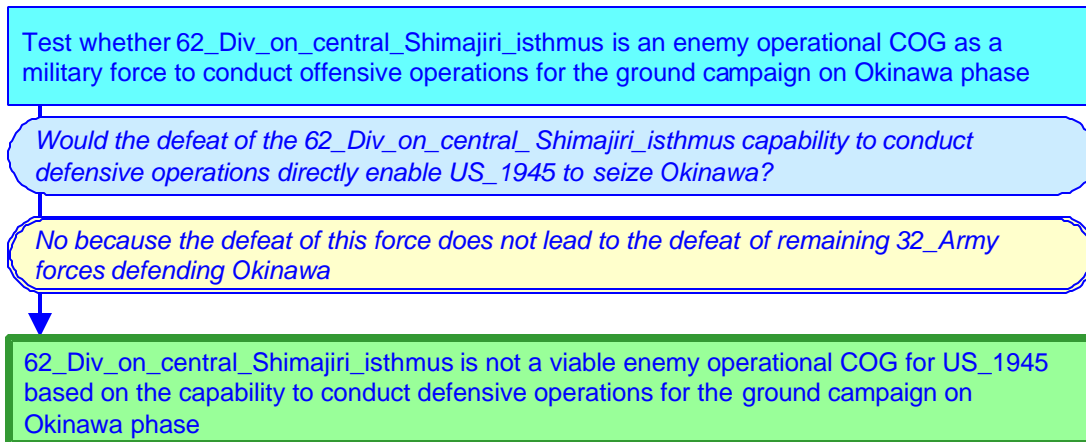 Test whether 62_Div_on_central_Shimajiri_isthmus is an enemy operational COG as a
military force to conduct offensive operations for the ground campaign on Okinawa phase
Would the defeat of the 62_Div_on_central_ Shimajiri_isthmus capability to conduct
defensive operations directly enable US_1945 to seize Okinawa?
No because the defeat of this force does not lead to the defeat of remaining 32_Army
forces defending Okinawa
62_Div_on_central_Shimajiri_isthmus is not a viable enemy operational COG for US_1945
based on the capability to conduct defensive operations for the ground campaign on
Okinawa phase